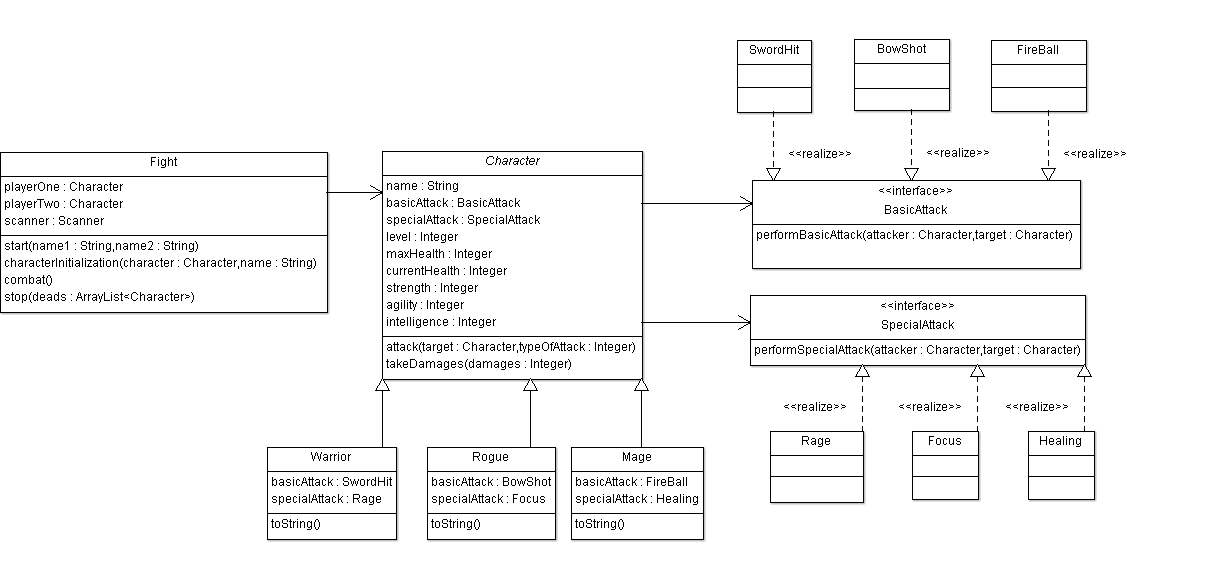 SwordHit
BowShot
FireBall
<<realize>>
<<realize>>
<<realize>>
Fight
playerOne : Character
playerTwo : Character
scanner : Scanner
start(name1 : String,name2 : String)
characterInitialization(character : Character,name : String)
combat()
stop(deads : ArrayList<Character>)
Character
name : String
basicAttack : BasicAttack
specialAttack : SpecialAttack
level : Integer
maxHealth : Integer
currentHealth : Integer
strength : Integer
agility : Integer
intelligence : Integer
attack(target : Character,typeOfAttack : Integer)
takeDamages(damages : Integer)
<<interface>>
BasicAttack
performBasicAttack(attacker : Character,target : Character)
<<interface>>
SpecialAttack
performSpecialAttack(attacker : Character,target : Character)
<<realize>>
<<realize>>
<<realize>>
Rage
Focus
Healing
Warrior
basicAttack : SwordHit
specialAttack : Rage
toString()
Rogue
basicAttack : BowShot
specialAttack : Focus
toString()
Mage
basicAttack : FireBall
specialAttack : Healing
toString()